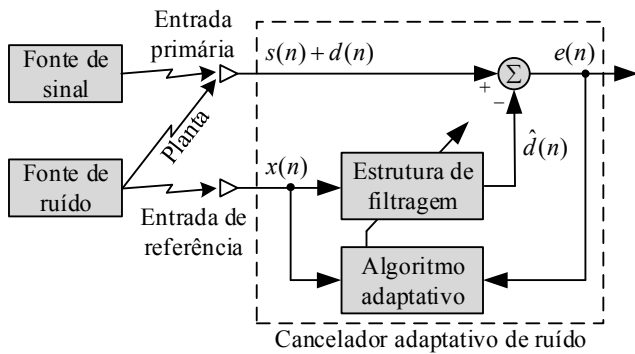 Entrada
primária
Fonte de
sinal
s(n) + d(n)
e(n)
Σ
+
−
Planta
d̂(n)
x(n)
Fonte de
ruído
Estrutura de
filtragem
Entrada de
referência
Algoritmo
adaptativo
Cancelador adaptativo de ruído